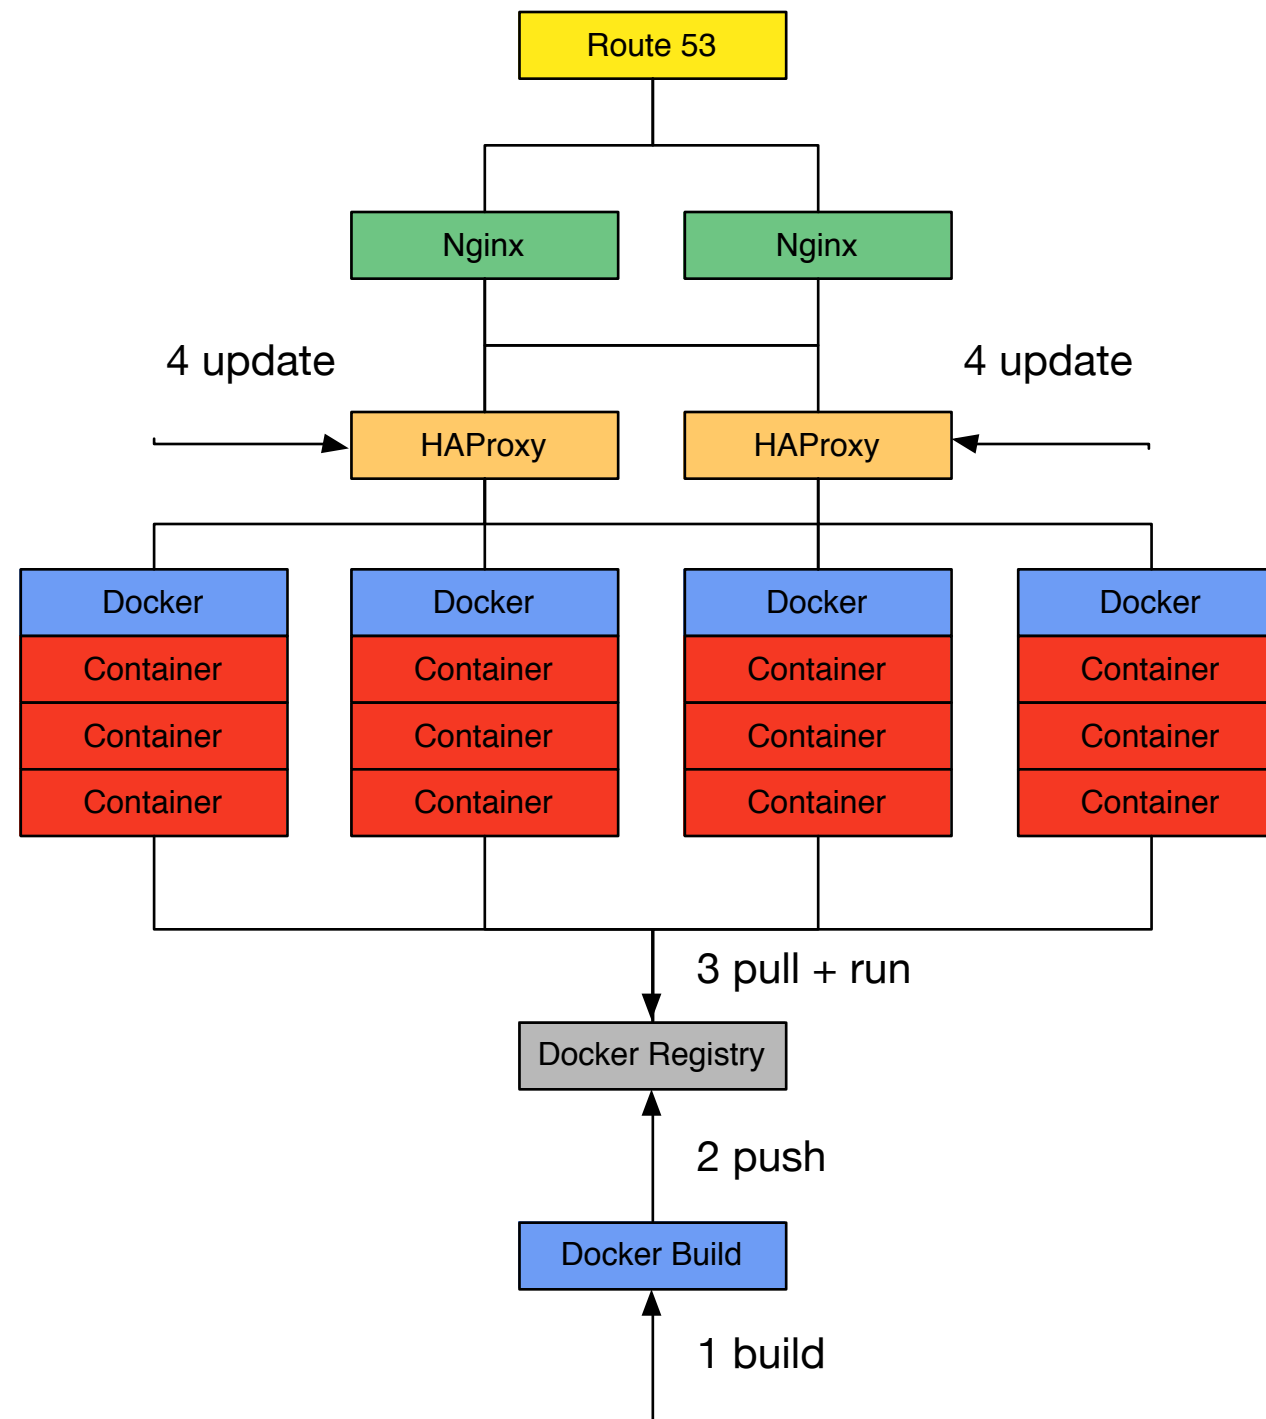 Route 53
Nginx
Nginx
4 update
4 update
HAProxy
HAProxy
Docker
Docker
Docker
Docker
Container
Container
Container
Container
Container
Container
Container
Container
Container
Container
Container
Container
3 pull + run
Docker Registry
2 push
Docker Build
1 build